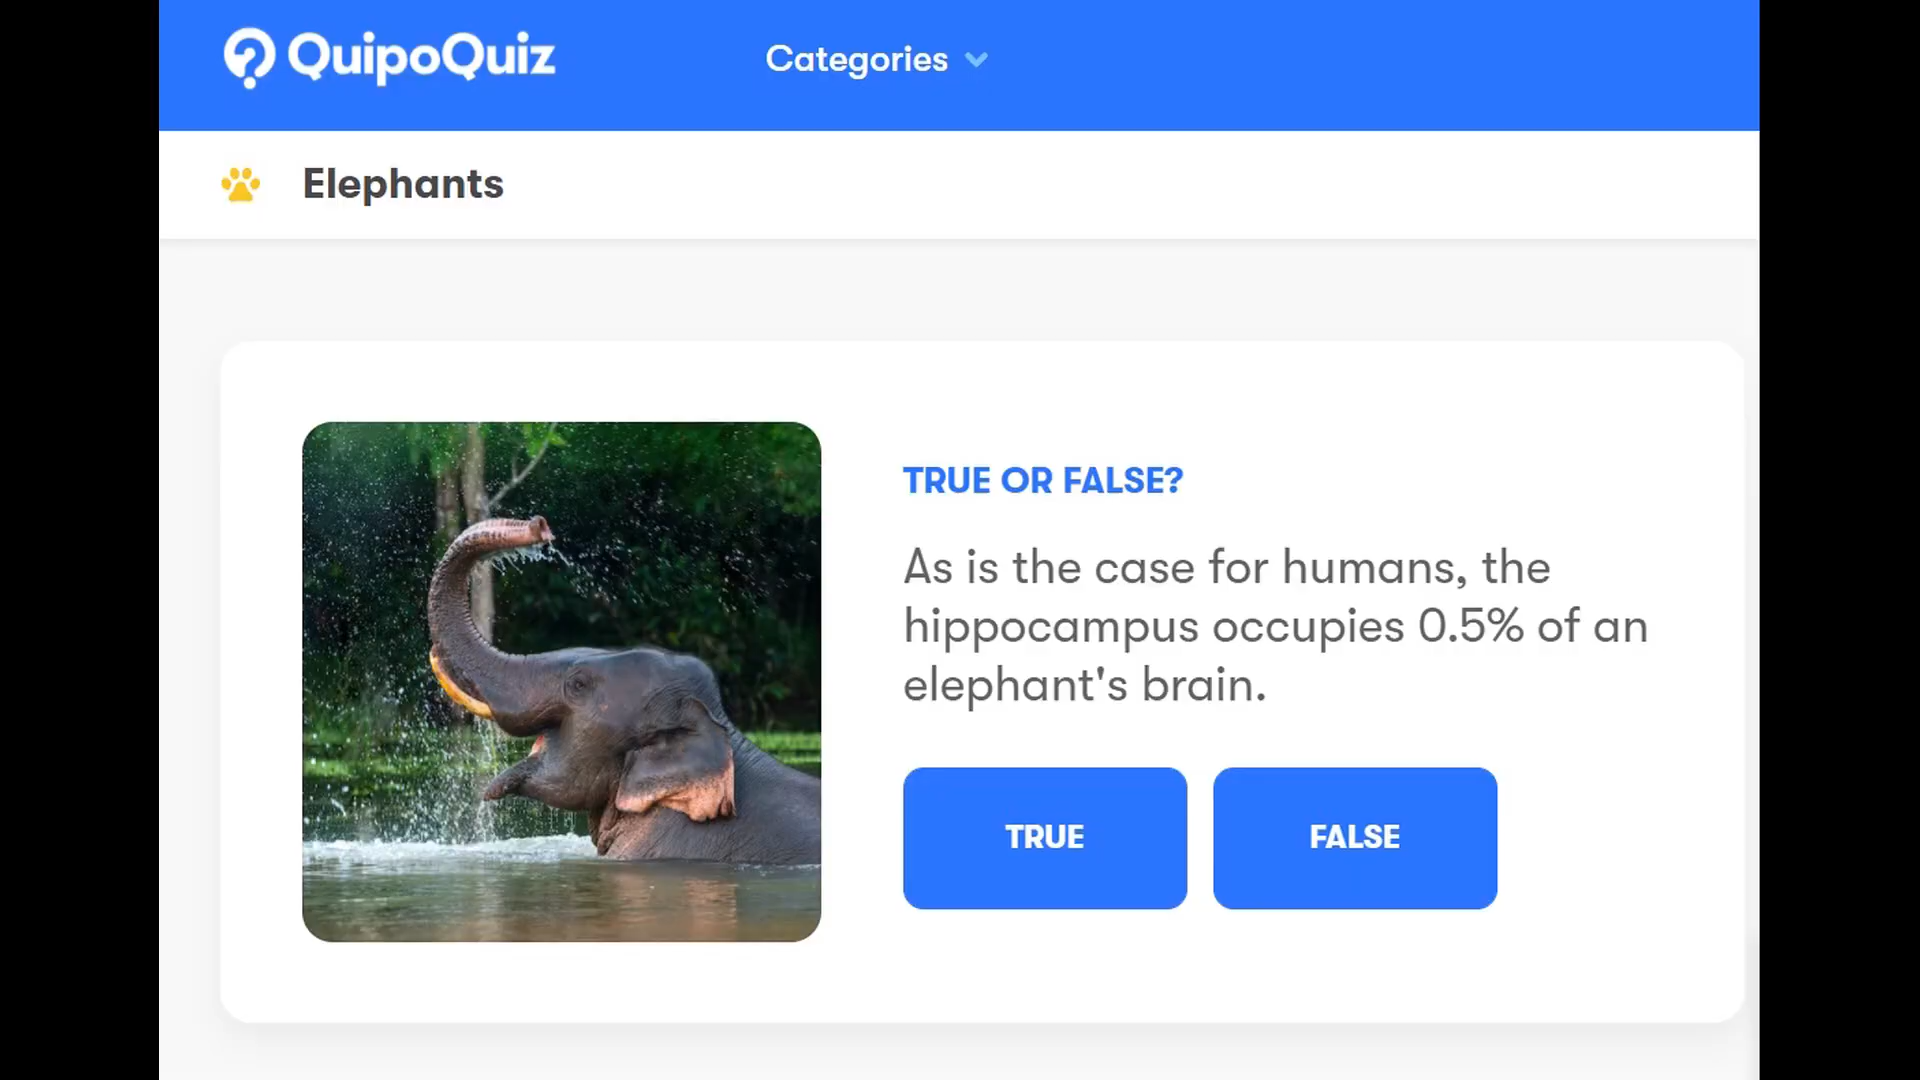 QuipoQuiz
Categories
Elephants
TRUE OR FALSE?
As is the case for humans, the
hippocampus occupies 0.5% of an
elephant's brain.
TRUE
FALSE